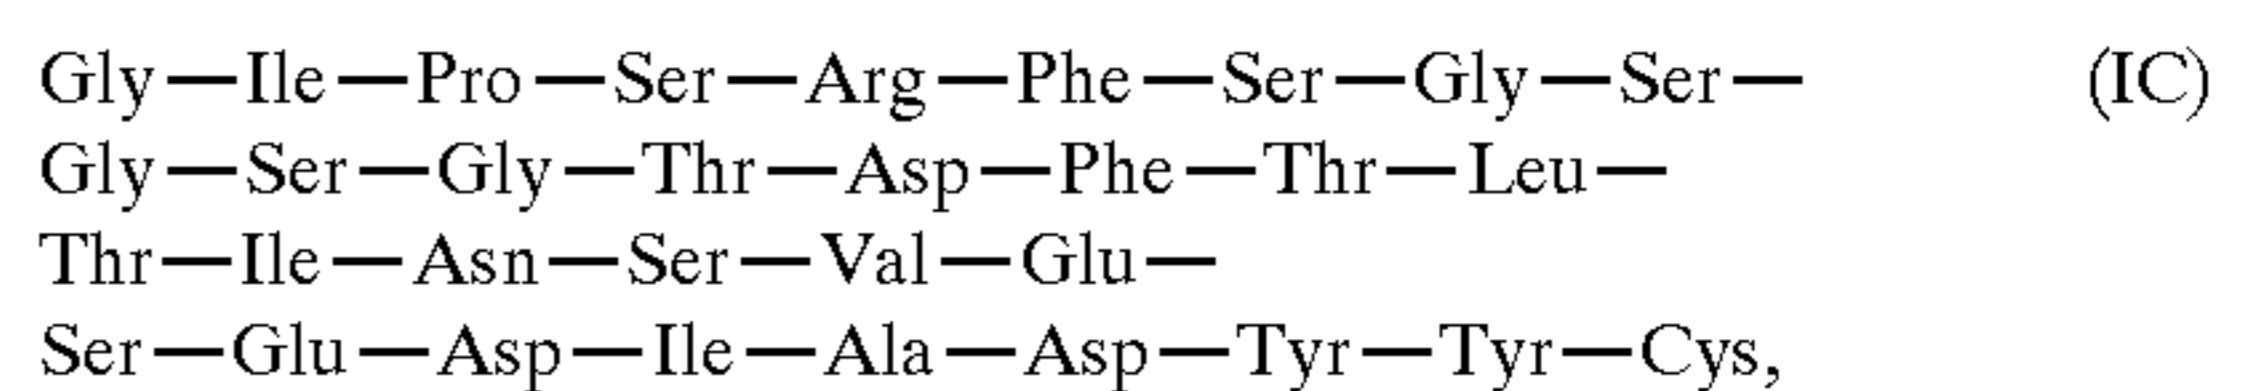 Gly—Ile—Pro—Ser—Arg—Phe—Ser—Gly—Ser— (IC)
Gly—Ser—Gly—Thr—Asp—Phe—Thr—Leu—
Thr—Ile—Asn—Ser—Val—Glu—
Ser—Glu—Asp—Ile—Ala—Asp—Tyr—Tyr—Cys,